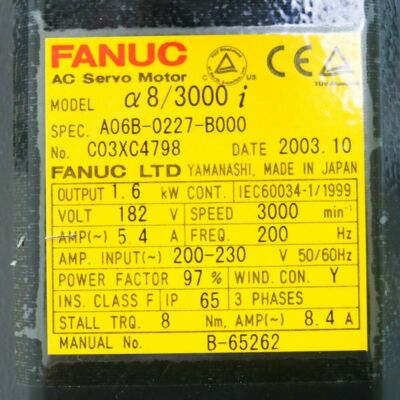 FANUC
AC Servo Motor
C US
CE
MODEL α8/3000 i
SPEC. A06B-0227-B000
No. C03XC4798 DATE 2003.10
FANUC LTD YAMANASHI, MADE IN JAPAN
OUTPUT 1.6 kW CONT. IEC60034-1/1999
VOLT 182 V SPEED 3000 min⁻¹
AMP(~) 5.4 A FREQ. 200 Hz
AMP. INPUT(~) 200-230 V 50/60Hz
POWER FACTOR 97 % WIND. CON. Y
INS. CLASS F IP 65 3 PHASES
STALL TRQ. 8 Nm, AMP(~) 8.4 A
MANUAL No. B-65262